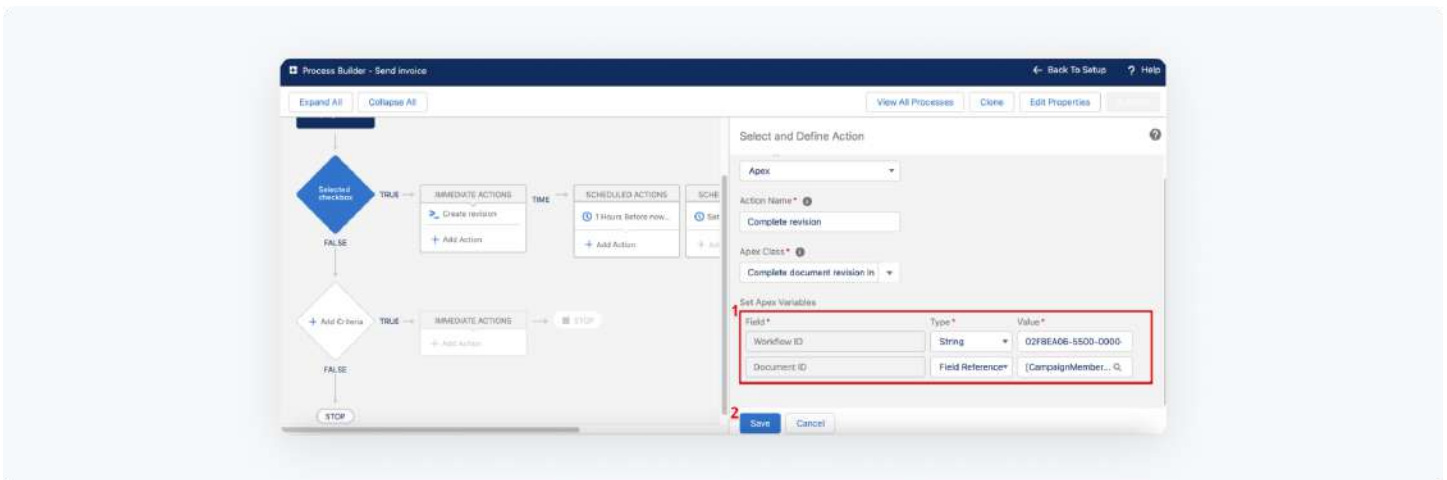 Process Builder - Send invoice
← Back To Setup ? Help
Expand All Collapse All
View All Processes Clone Edit Properties
Selected
checkbox
TRUE
IMMEDIATE ACTIONS
Create revision
+ Add Action
TIME
SCHEDULED ACTIONS
1 Hours Before now...
+ Add Action
SCHE
Set
FALSE
+ Add Criteria
TRUE
IMMEDIATE ACTIONS
+ Add Action
STOP
FALSE
STOP
Select and Define Action
Apex
Action Name*
Complete revision
Apex Class*
Complete document revision in
Set Apex Variables
1
Field* Type* Value*
Workflow ID String 02F8EA06-5500-0000-
Document ID Field Reference [CampaignMember...
2
Save Cancel